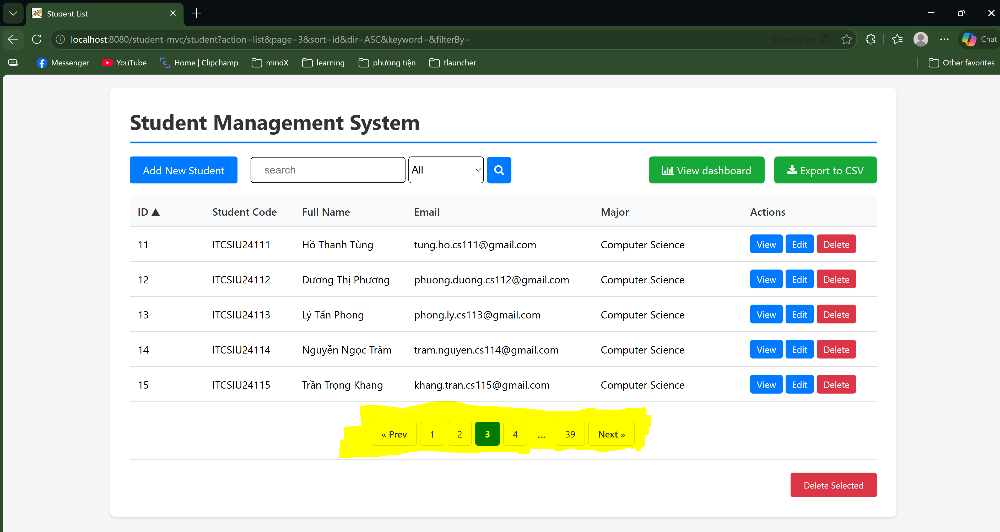 Student List
localhost:8080/student-mvc/student?action=list&page=3&sort=id&dir=ASC&keyword=&filterBy=
Summarize
Chat
Messenger YouTube Home | Clipchamp mindX learning phương tiện tlauncher Other favorites
Student Management System
Add New Student search All View dashboard Export to CSV
ID ▲ Student Code Full Name Email Major Actions
11 ITCSIU24111 Hồ Thanh Tùng tung.ho.cs111@gmail.com Computer Science View Edit Delete
12 ITCSIU24112 Dương Thị Phương phuong.duong.cs112@gmail.com Computer Science View Edit Delete
13 ITCSIU24113 Lý Tấn Phong phong.ly.cs113@gmail.com Computer Science View Edit Delete
14 ITCSIU24114 Nguyễn Ngọc Trâm tram.nguyen.cs114@gmail.com Computer Science View Edit Delete
15 ITCSIU24115 Trần Trọng Khang khang.tran.cs115@gmail.com Computer Science View Edit Delete
« Prev 1 2 3 4 ... 39 Next »
Delete Selected